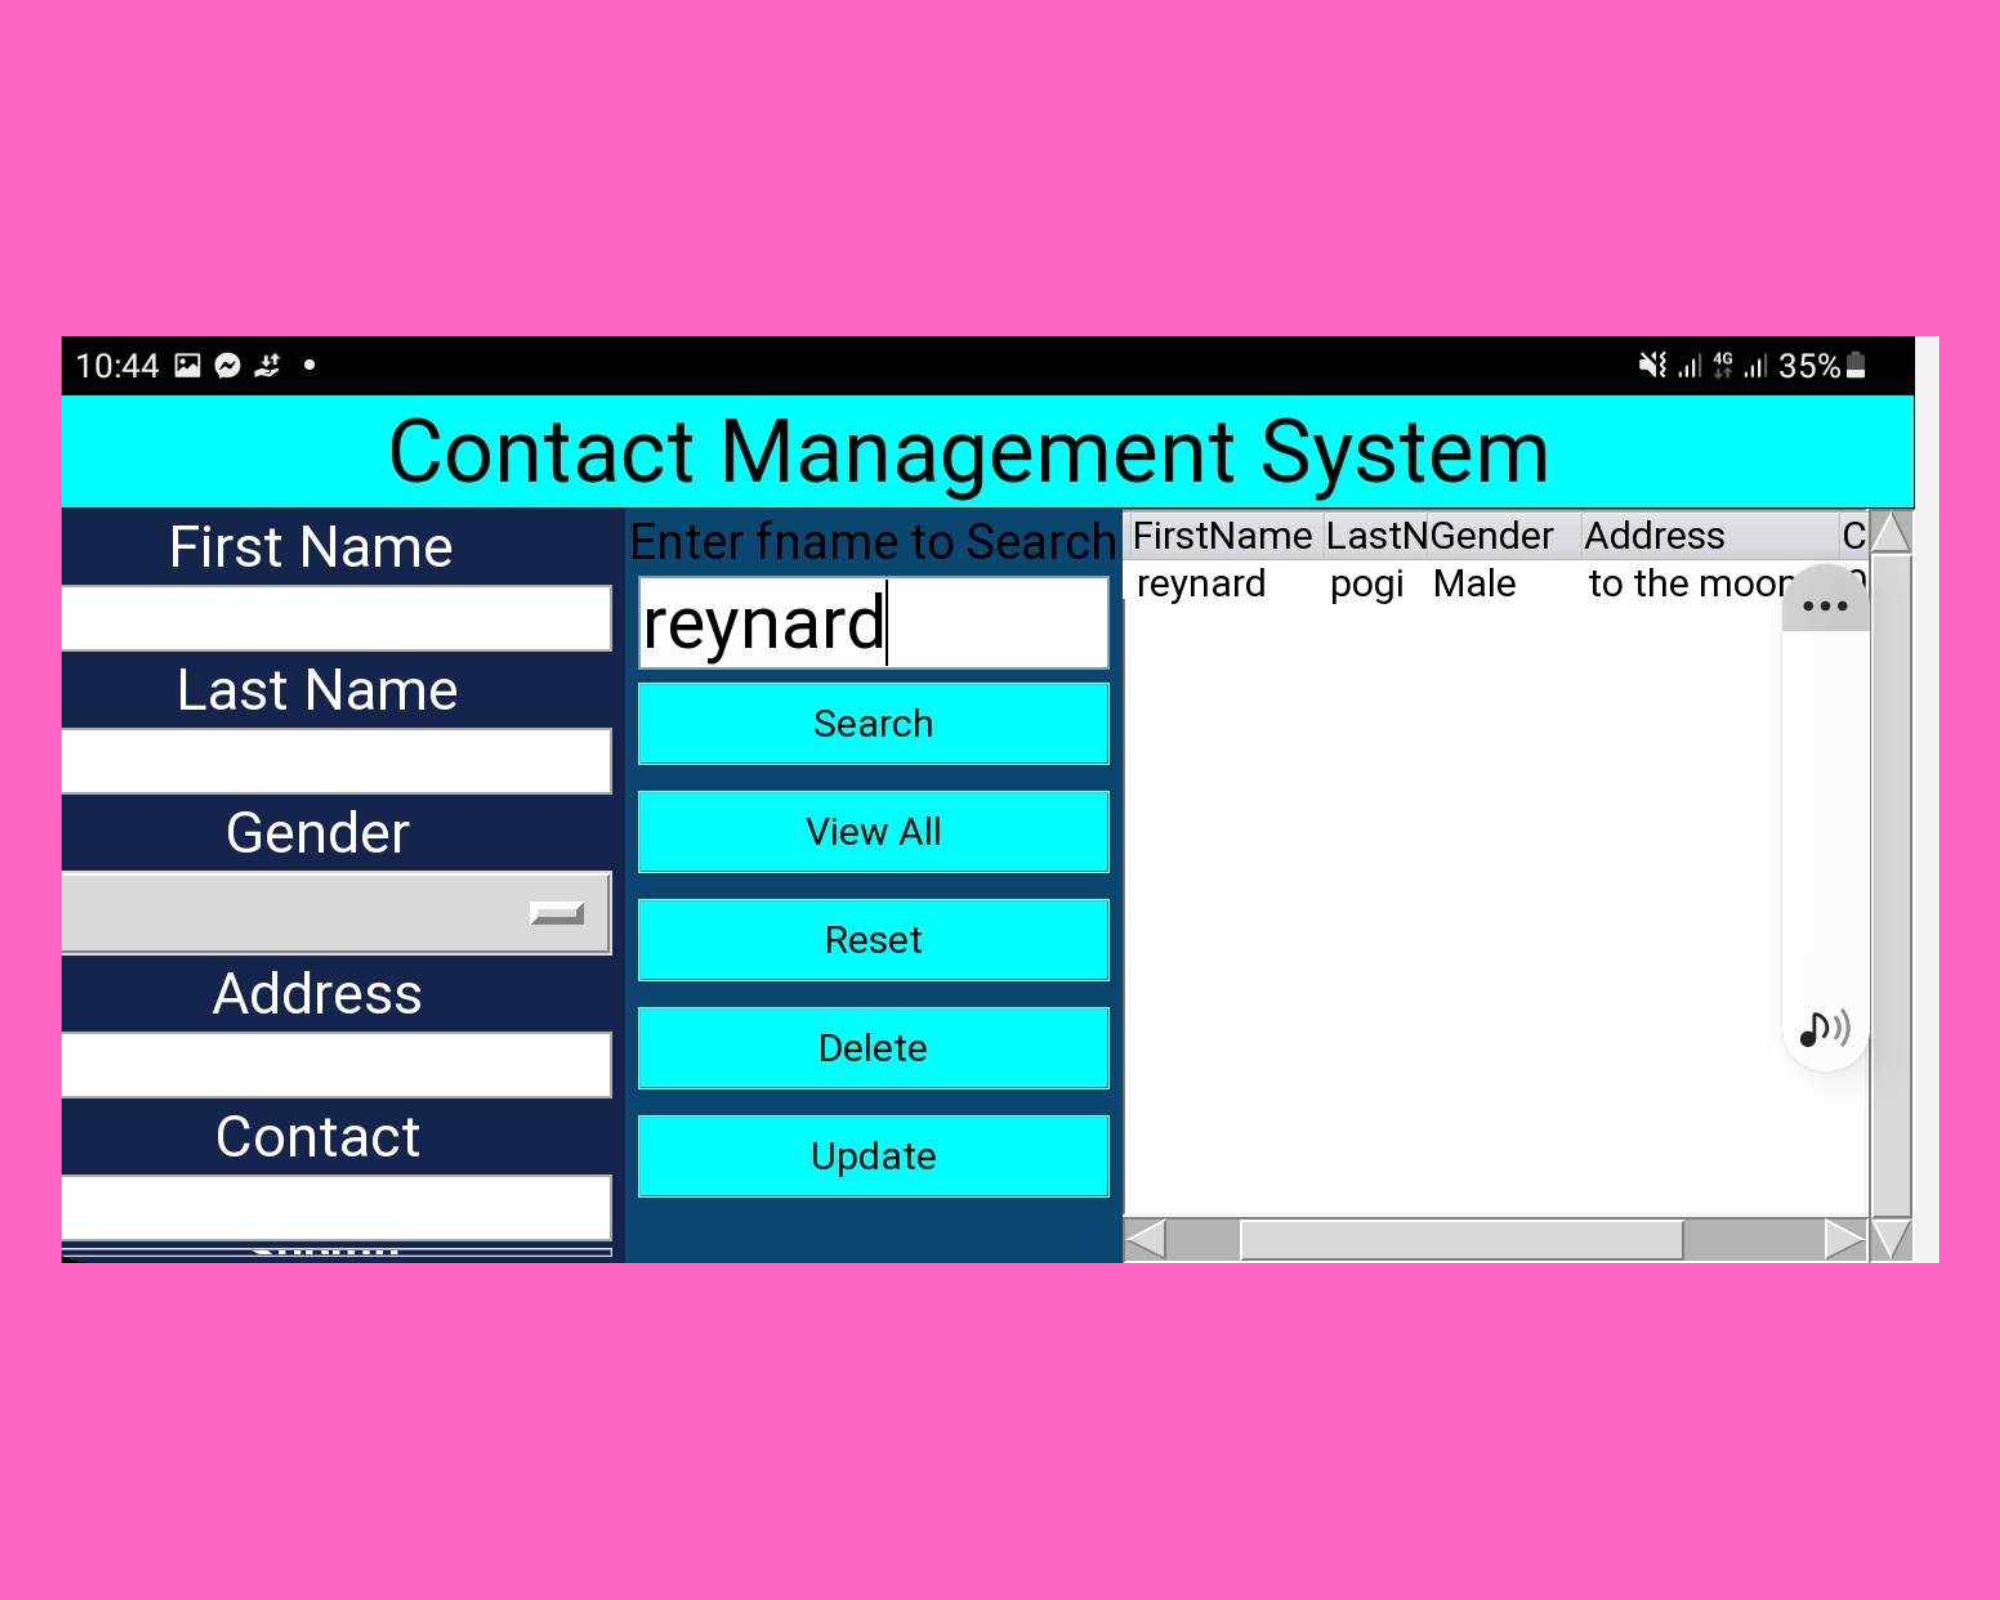 10:44
4G 35%
Contact Management System
First Name
Last Name
Gender
Address
Contact
Enter fname to Search
reynard
Search
View All
Reset
Delete
Update
FirstName LastN Gender Address C
reynard pogi Male to the moon